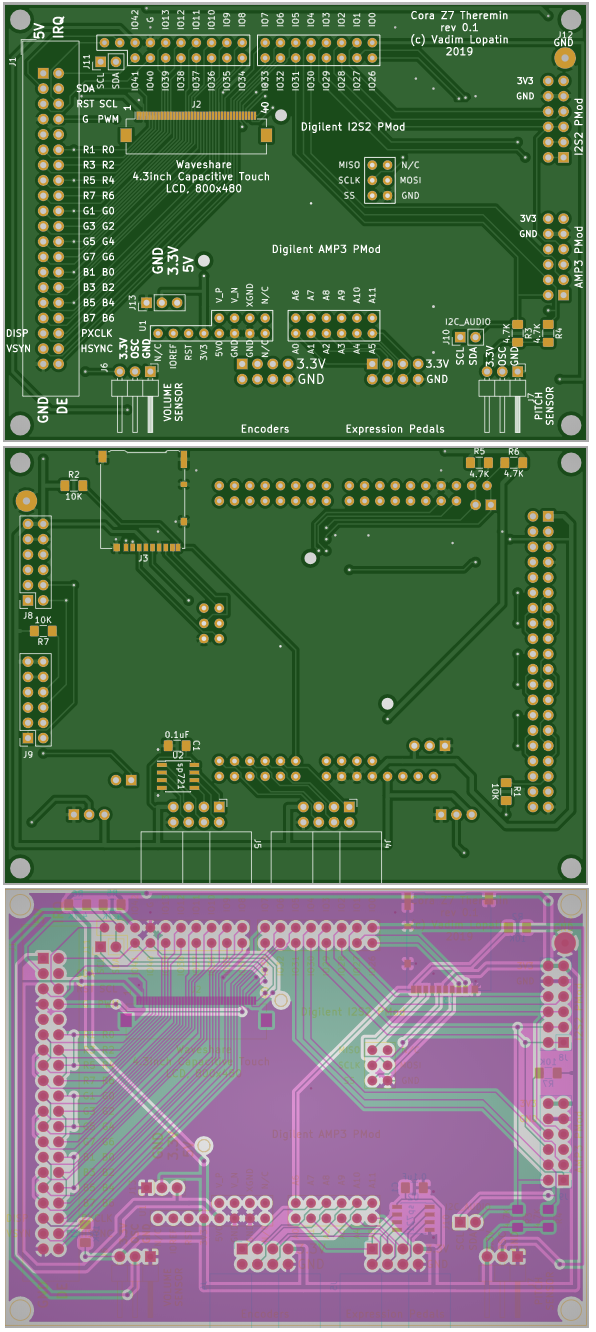 J1
5V
IRQ
IO42
G
IO13
IO12
IO11
IO10
IO9
IO8
IO7
IO6
IO5
IO4
IO3
IO2
IO1
IO0
Cora Z7 Theremin
rev 0.1
(c) Vadim Lopatin
2019
J12
GND
J11
SCL
SDA
IO41
IO40
IO39
IO38
IO37
IO36
IO35
IO34
IO33
IO32
IO31
IO30
IO29
IO28
IO27
IO26
SDA
RST SCL
G PWM
R1 R0
R3 R2
R5 R4
R7 R6
G1 G0
G3 G2
G5 G4
G7 G6
B1 B0
B3 B2
B5 B4
B7 B6
DISP PXCLK
VSYN HSYNC
GND
DE
1
J2
40
Waveshare
4.3inch Capacitive Touch
LCD, 800x480
Digilent I2S2 PMod
MISO N/C
SCLK MOSI
SS GND
3V3
GND
I2S2 PMod
Digilent AMP3 PMod
3V3
GND
AMP3 PMod
GND
3.3V
5V
J13
U1
V_P
V_N
XGND
N/C
A6
A7
A8
A9
A10
A11
N/C
IOREF
RST
3V3
5V0
GND
GND
N/C
A0
A1
A2
A3
A4
A5
I2C_AUDIO
J10
SCL
SDA
4.7K
R3
4.7K
R4
3.3V
OSC
GND
J6
VOLUME
SENSOR
3.3V
GND
3.3V
GND
3.3V
OSC
GND
J7
PITCH
SENSOR
Encoders
Expression Pedals
R2
10K
J3
R5
4.7K
R6
4.7K
J8
10K
R7
J9
0.1uF
C1
U2
sp721
R1
10K
J5
J4
Digilent I2S2 PMod
Digilent AMP3 PMod